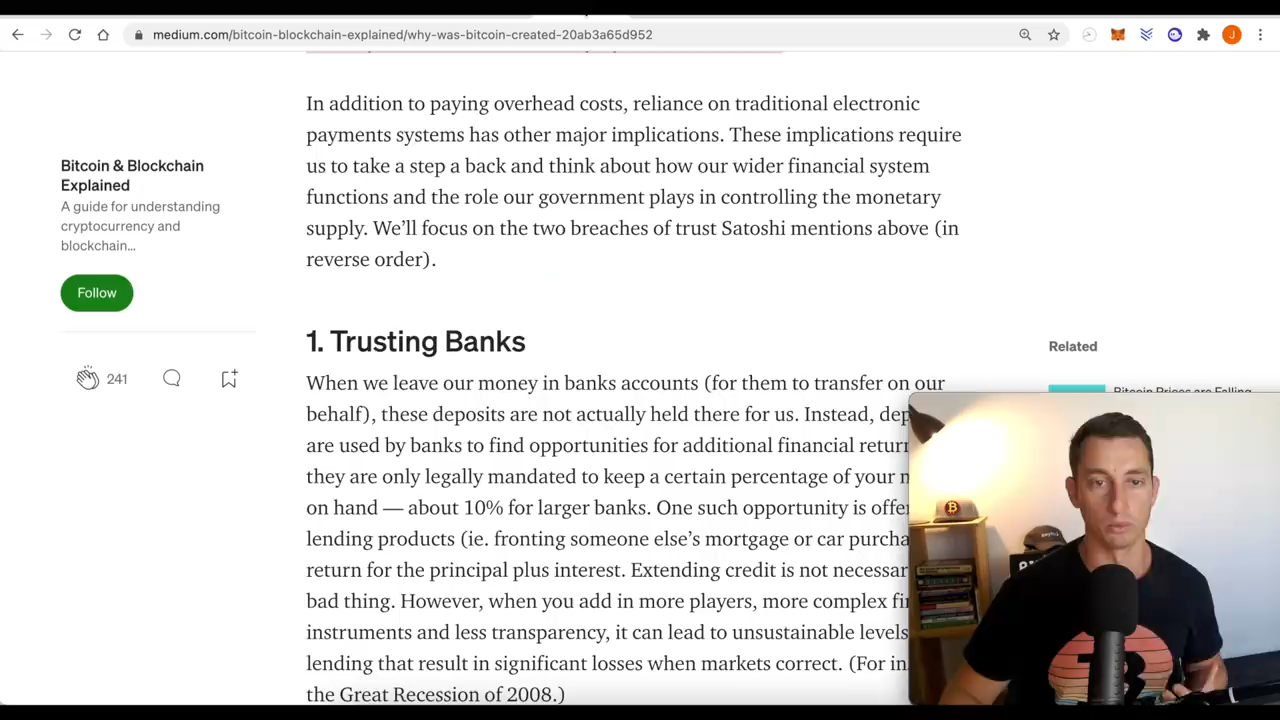 medium.com/bitcoin-blockchain-explained/why-was-bitcoin-created-20ab3a65d952
J
In addition to paying overhead costs, reliance on traditional electronic
payments systems has other major implications. These implications require
us to take a step a back and think about how our wider financial system
functions and the role our government plays in controlling the monetary
supply. We’ll focus on the two breaches of trust Satoshi mentions above (in
reverse order).
Bitcoin & Blockchain
Explained
A guide for understanding
cryptocurrency and
blockchain…
Follow
241
1. Trusting Banks
When we leave our money in banks accounts (for them to transfer on our
behalf), these deposits are not actually held there for us. Instead, dep
are used by banks to find opportunities for additional financial return
they are only legally mandated to keep a certain percentage of your
on hand — about 10% for larger banks. One such opportunity is offe
lending products (ie. fronting someone else’s mortgage or car purcha
return for the principal plus interest. Extending credit is not necessar
bad thing. However, when you add in more players, more complex fi
instruments and less transparency, it can lead to unsustainable levels
lending that result in significant losses when markets correct. (For in
the Great Recession of 2008.)
Related
Bitcoin Prices are Falling